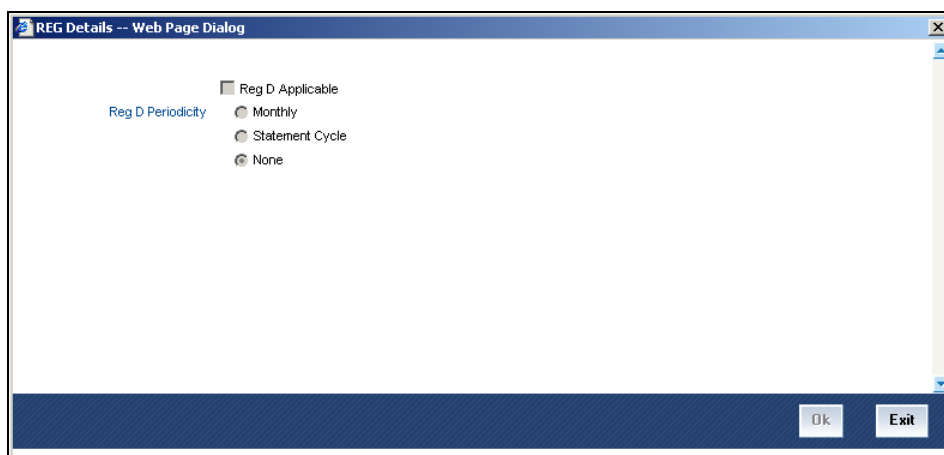 REG Details -- Web Page Dialog
Reg D Applicable
Reg D Periodicity Monthly
Statement Cycle
None
Ok Exit